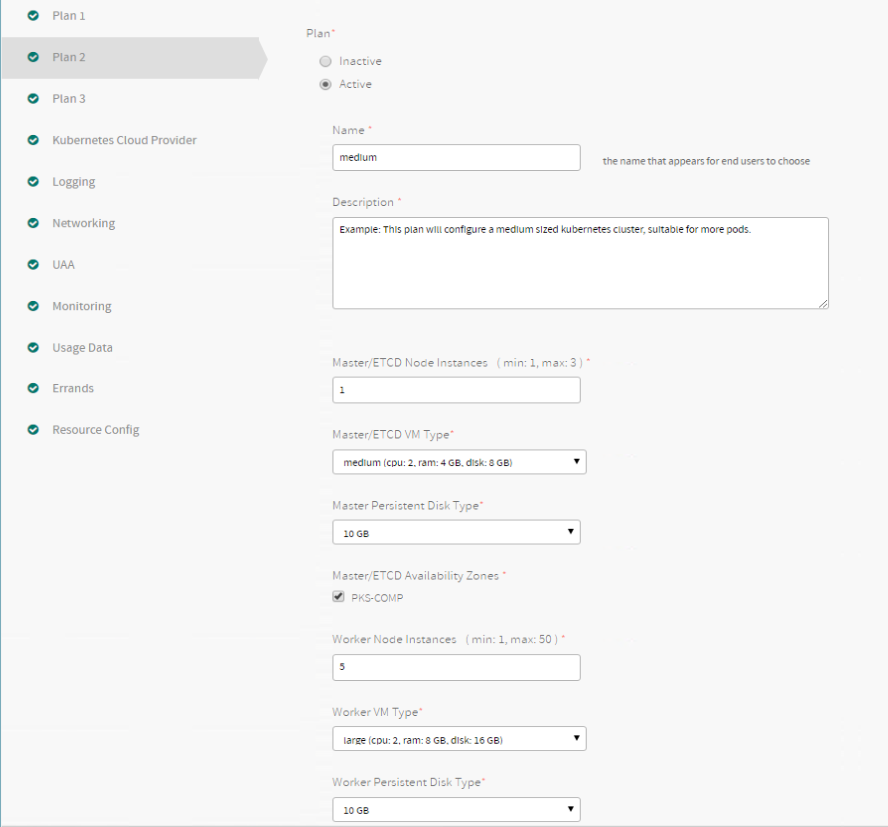 Plan 1
Plan 2
Plan 3
Kubernetes Cloud Provider
Logging
Networking
UAA
Monitoring
Usage Data
Errands
Resource Config
Plan*
Inactive
Active
Name *
medium
the name that appears for end users to choose
Description *
Example: This plan will configure a medium sized kubernetes cluster, suitable for more pods.
Master/ETCD Node Instances ( min: 1, max: 3 ) *
1
Master/ETCD VM Type*
medium (cpu: 2, ram: 4 GB, disk: 8 GB)
Master Persistent Disk Type*
10 GB
Master/ETCD Availability Zones *
PKS-COMP
Worker Node Instances ( min: 1, max: 50 ) *
5
Worker VM Type*
large (cpu: 2, ram: 8 GB, disk: 16 GB)
Worker Persistent Disk Type*
10 GB